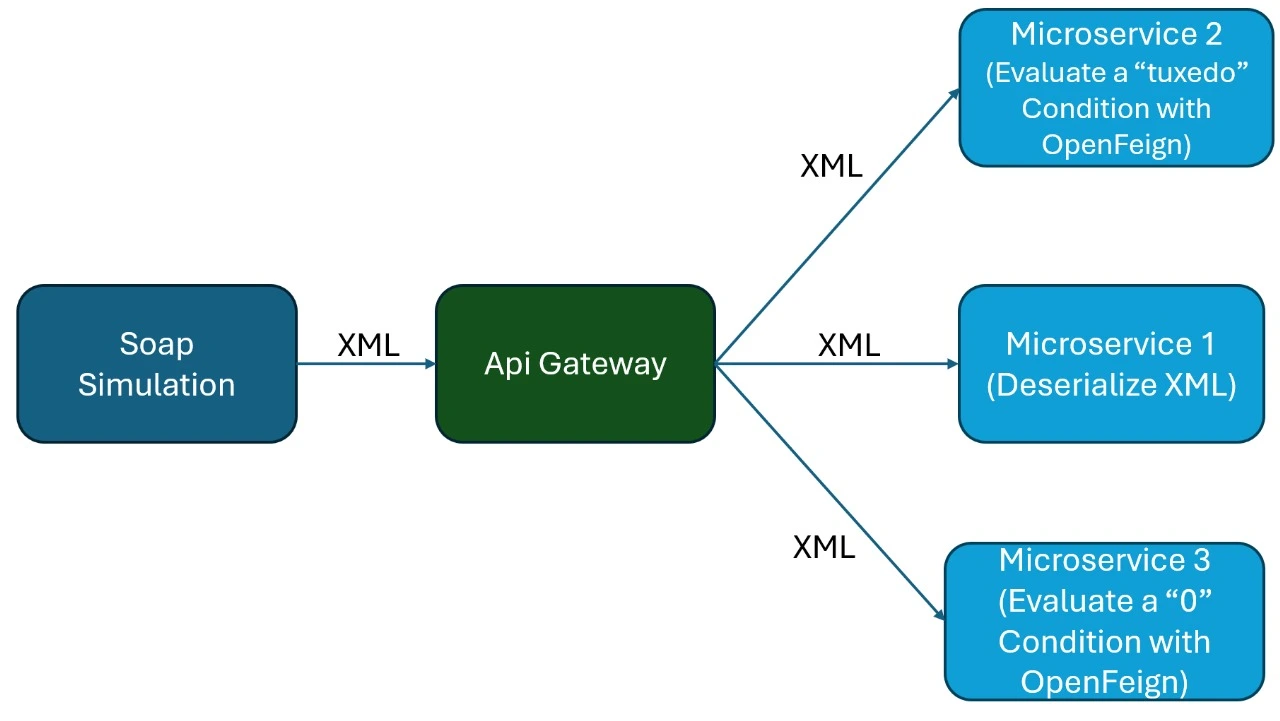 Microservice 2
(Evaluate a “tuxedo”
Condition with
OpenFeign)
XML
Soap
Simulation
XML
Api Gateway
XML
Microservice 1
(Deserialize XML)
XML
Microservice 3
(Evaluate a “0”
Condition with
OpenFeign)